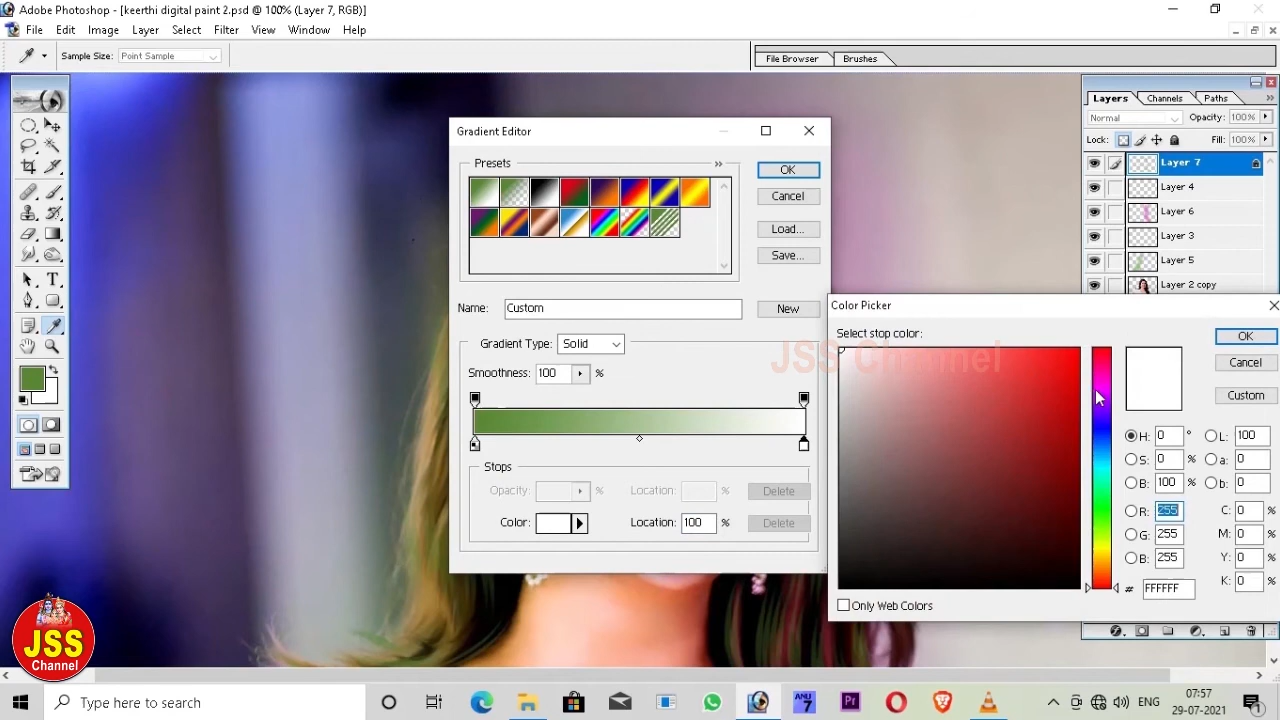 Adobe Photoshop - [keerthi digital paint 2.psd @ 100% (Layer 7, RGB)]
File Edit Image Layer Select Filter View Window Help
Sample Size: Point Sample
File Browser Brushes
Layers Channels Paths
Normal Opacity: 100%
Lock: Fill: 100%
Layer 7
Layer 4
Layer 6
Layer 3
Layer 5
Layer 2 copy
Gradient Editor
Presets
OK
Cancel
Load...
Save...
Name: Custom New
Gradient Type: Solid
Smoothness: 100 %
Stops
Opacity: % Location: % Delete
Color: Location: 100 % Delete
Color Picker
Select stop color:
OK
Cancel
Custom
H: 0 ° L: 100
S: 0 % a: 0
B: 100 % b: 0
R: 255 C: 0 %
G: 255 M: 0 %
B: 255 Y: 0 %
K: 0 %
# FFFFFF
Only Web Colors
JSS Channel
JSS
Channel
Type here to search
ANU
7
Pr
ENG
07:57
29-07-2021
1